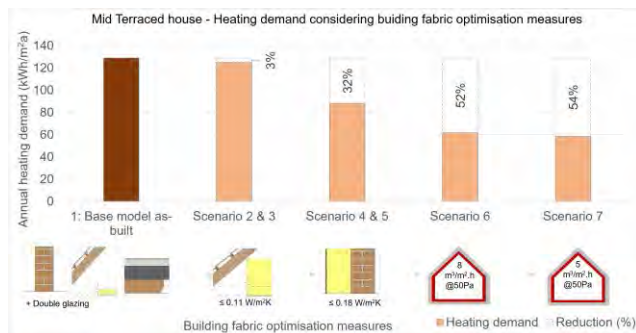 Mid Terraced house - Heating demand considering buiding fabric optimisation measures
Annual heating demand (kWh/m²a)
140
120
100
80
60
40
20
0
3%
32%
52%
54%
1: Base model as-built
Scenario 2 & 3
Scenario 4 & 5
Scenario 6
Scenario 7
+ Double glazing
≤ 0.11 W/m²K
≤ 0.18 W/m²K
8
m³/m².h
@50Pa
5
m³/m².h
@50Pa
Building fabric optimisation measures
Heating demand
Reduction (%)